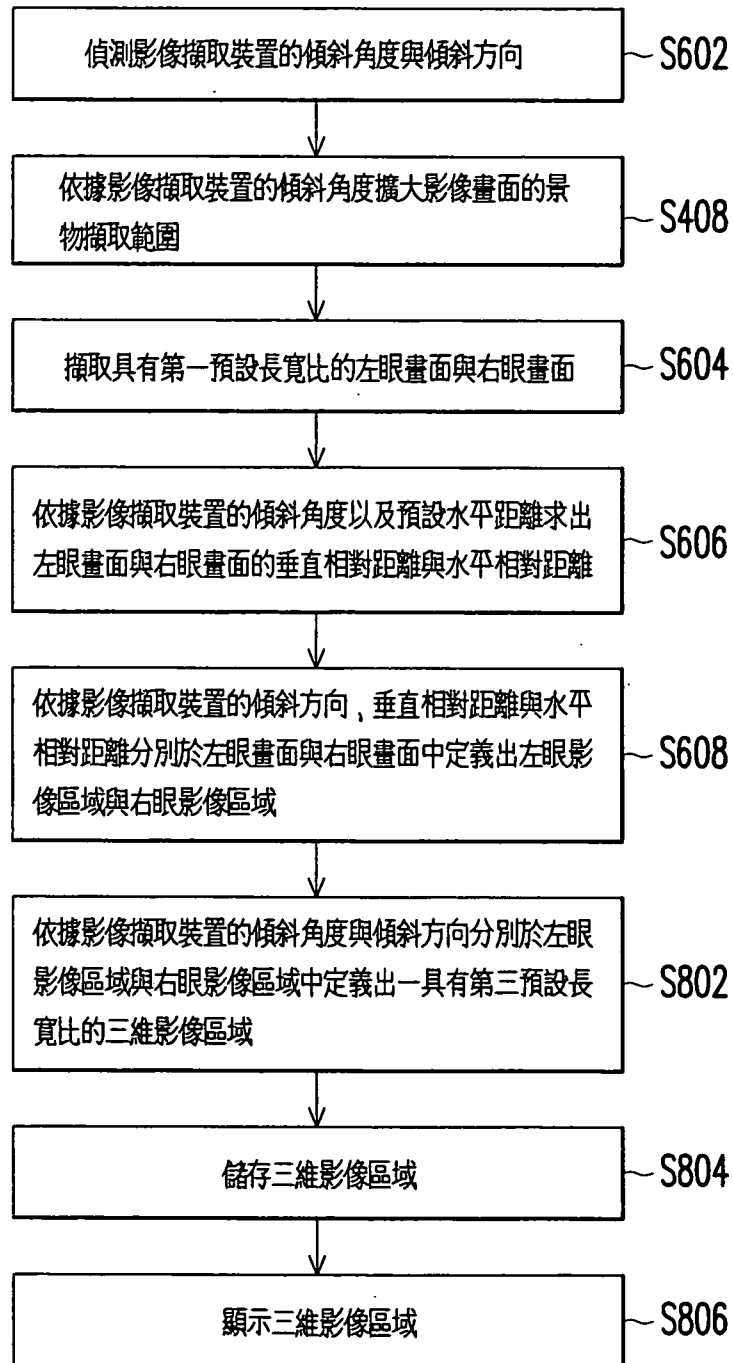 偵測影像擷取裝置的傾斜角度與傾斜方向
S602
依據影像擷取裝置的傾斜角度擴大影像畫面的景
物擷取範圍
S408
擷取具有第一預設長寬比的左眼畫面與右眼畫面
S604
依據影像擷取裝置的傾斜角度以及預設水平距離求出
左眼畫面與右眼畫面的垂直相對距離與水平相對距離
S606
依據影像擷取裝置的傾斜方向、垂直相對距離與水平
相對距離分別於左眼畫面與右眼畫面中定義出左眼影
像區域與右眼影像區域
S608
依據影像擷取裝置的傾斜角度與傾斜方向分別於左眼
影像區域與右眼影像區域中定義出一具有第三預設長
寬比的三維影像區域
S802
儲存三維影像區域
S804
顯示三維影像區域
S806